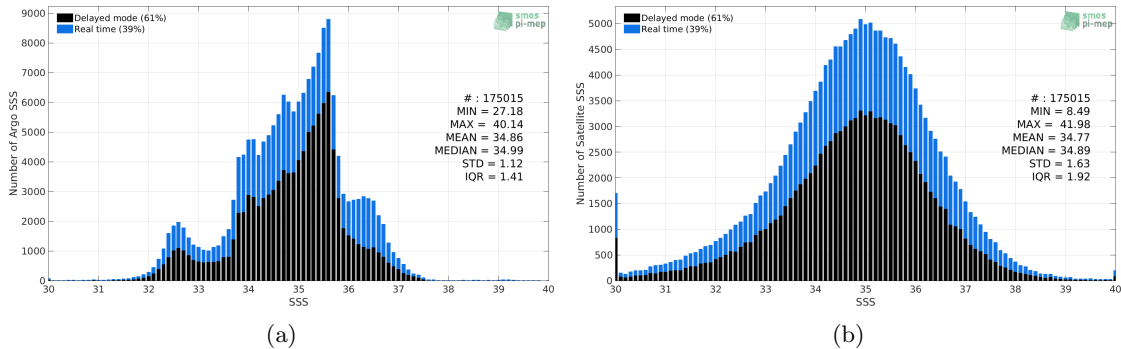 Delayed mode (61%)
Real time (39%)
smos
pi-mep
9000
8000
7000
6000
5000
4000
3000
2000
1000
0
Number of Argo SSS
# : 175015
MIN = 27.18
MAX = 40.14
MEAN = 34.86
MEDIAN = 34.99
STD = 1.12
IQR = 1.41
30 31 32 33 34 35 36 37 38 39 40
SSS
(a)
Delayed mode (61%)
Real time (39%)
smos
pi-mep
5000
4500
4000
3500
3000
2500
2000
1500
1000
500
0
Number of Satellite SSS
# : 175015
MIN = 8.49
MAX = 41.98
MEAN = 34.77
MEDIAN = 34.89
STD = 1.63
IQR = 1.92
30 31 32 33 34 35 36 37 38 39 40
SSS
(b)